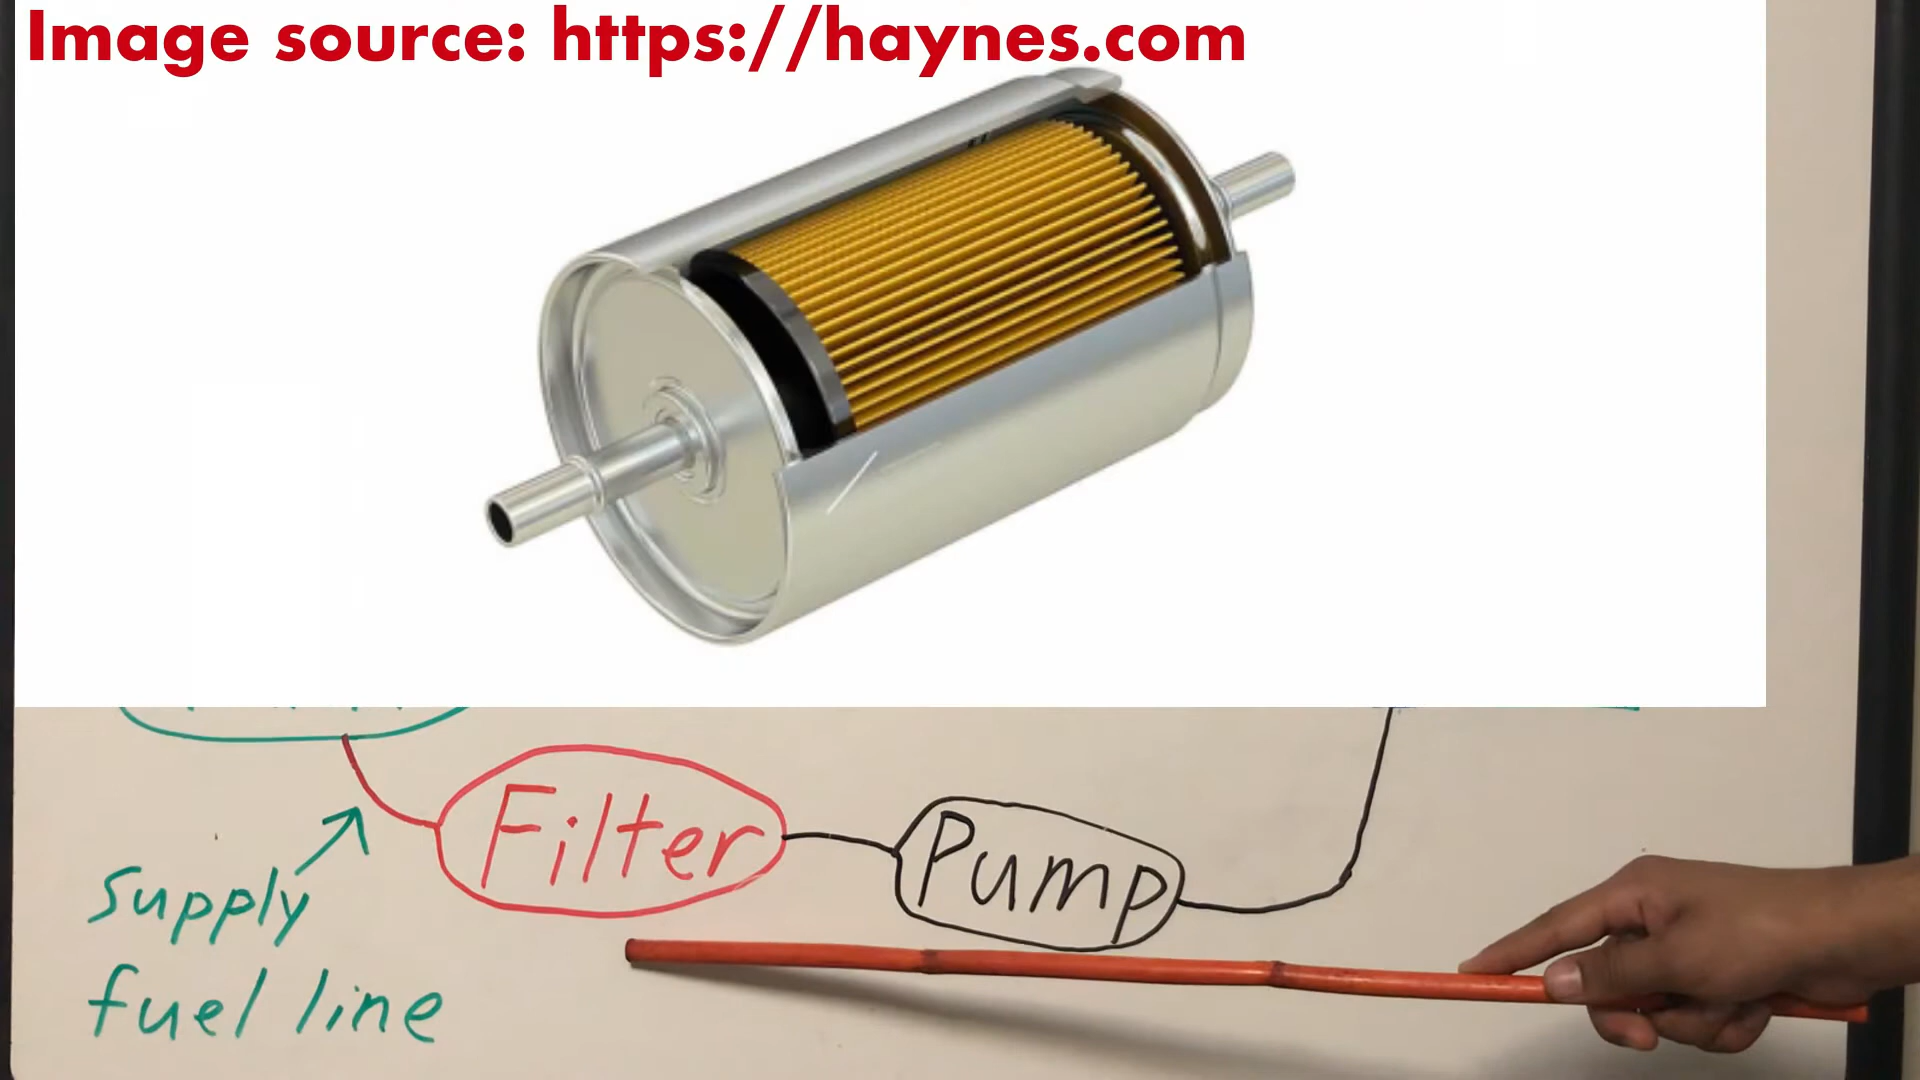 Image source: https://haynes.com
Filter
Pump
supply
fuel line